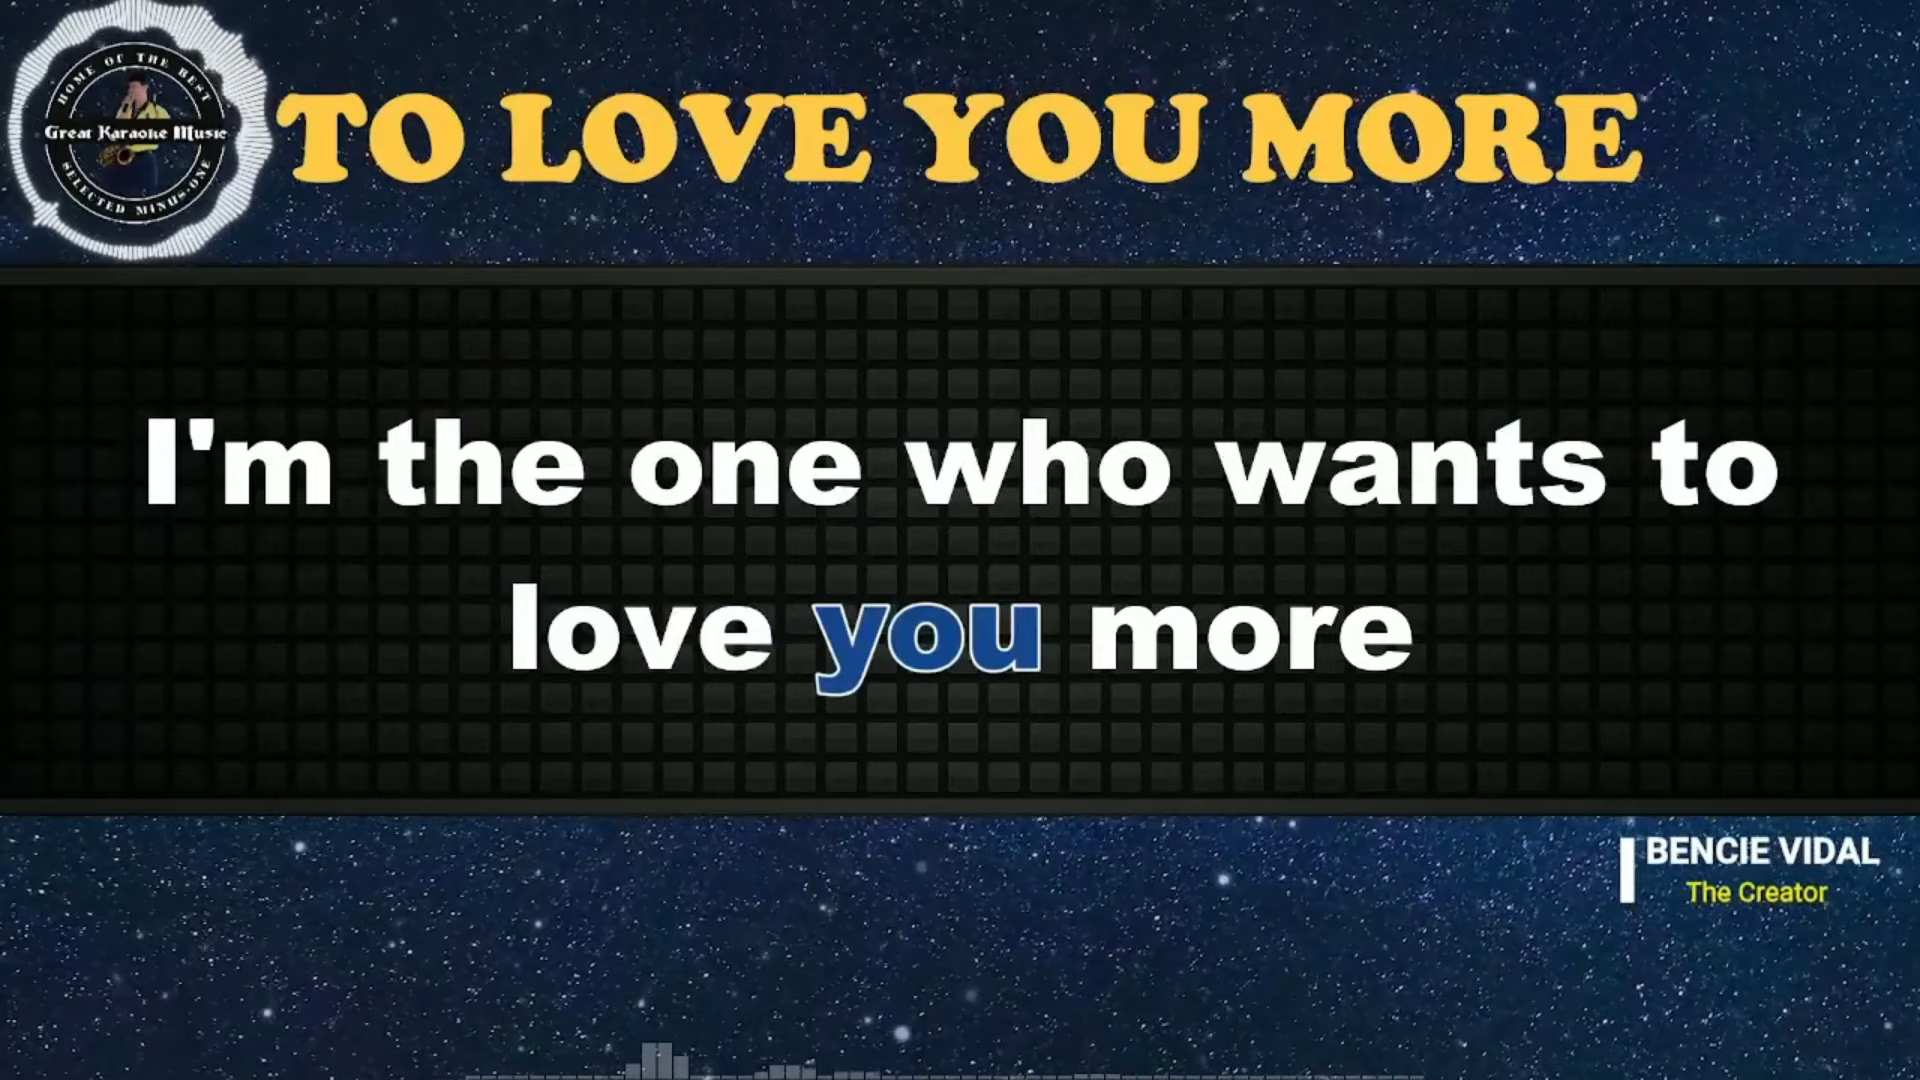 HOME OF THE BEST
Great Karaoke Music
SELECTED MINUS-ONE
TO LOVE YOU MORE
I'm the one who wants to
love you more
BENCIE VIDAL
The Creator